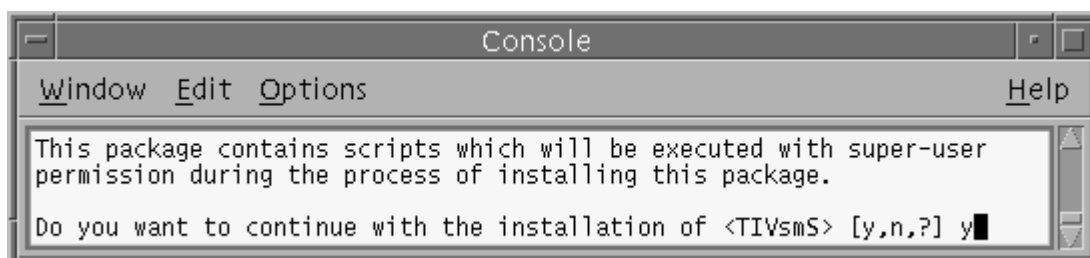 Console
Window Edit Options Help
This package contains scripts which will be executed with super-user
permission during the process of installing this package.
Do you want to continue with the installation of <TIVsmS> [y,n,?] y